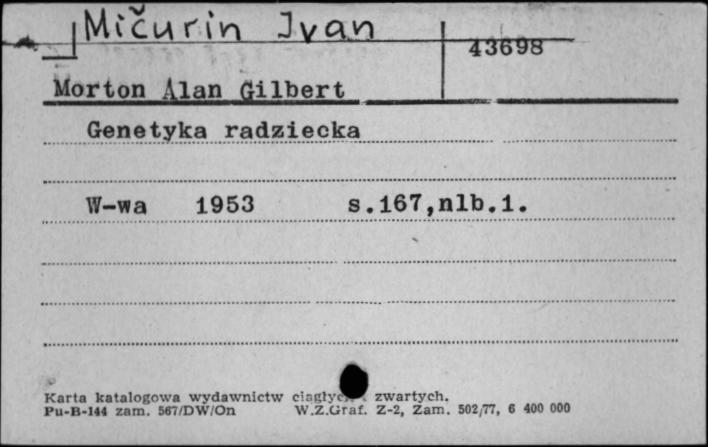 Mičurin Ivan
43698
Morton Alan Gilbert
Genetyka radziecka
W-wa 1953 s.167,nlb.1.
Karta katalogowa wydawnictw zwartych.
Pu-B-144 zam. 567/DW/On W.Z.Graf. Z-2, Zam. 502/77, 6 400 000